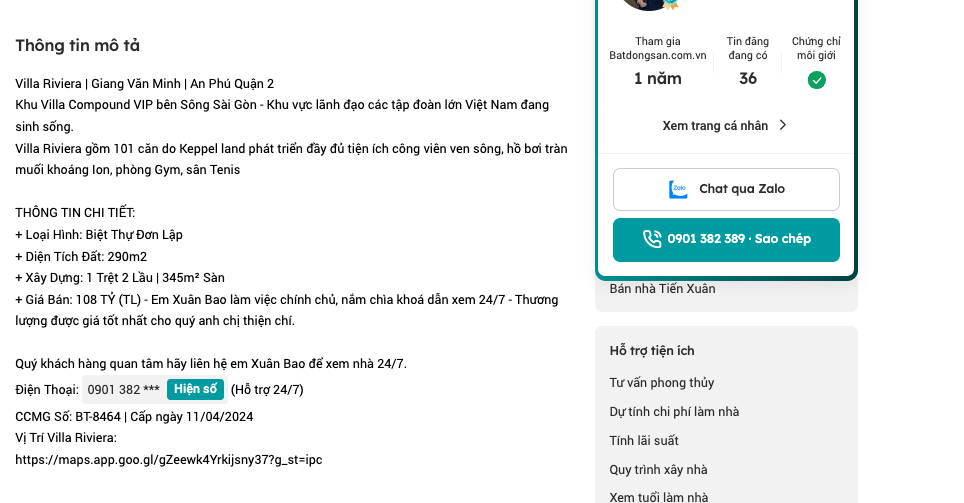 Thông tin mô tả
Villa Riviera | Giang Văn Minh | An Phú Quận 2
Khu Villa Compound VIP bên Sông Sài Gòn - Khu vực lãnh đạo các tập đoàn lớn Việt Nam đang
sinh sống.
Villa Riviera gồm 101 căn do Keppel land phát triển đầy đủ tiện ích công viên ven sông, hồ bơi tràn
muối khoáng Ion, phòng Gym, sân Tenis
THÔNG TIN CHI TIẾT:
+ Loại Hình: Biệt Thự Đơn Lập
+ Diện Tích Đất: 290m2
+ Xây Dựng: 1 Trệt 2 Lầu | 345m² Sàn
+ Giá Bán: 108 TỶ (TL) - Em Xuân Bao làm việc chính chủ, nắm chìa khoá dẫn xem 24/7 - Thương
lượng được giá tốt nhất cho quý anh chị thiện chí.
Quý khách hàng quan tâm hãy liên hệ em Xuân Bao để xem nhà 24/7.
Điện Thoại: 0901 382 *** Hiện số (Hỗ trợ 24/7)
CCMG Số: BT-8464 | Cấp ngày 11/04/2024
Vị Trí Villa Riviera:
https://maps.app.goo.gl/gZeewk4Yrkijsny37?g_st=ipc
Tham gia
Batdongsan.com.vn
1 năm
Tin đăng
đang có
36
Chứng chỉ
môi giới
Xem trang cá nhân
Zalo Chat qua Zalo
0901 382 389 · Sao chép
Bán nhà Tiến Xuân
Hỗ trợ tiện ích
Tư vấn phong thủy
Dự tính chi phí làm nhà
Tính lãi suất
Quy trình xây nhà
Xem tuổi làm nhà